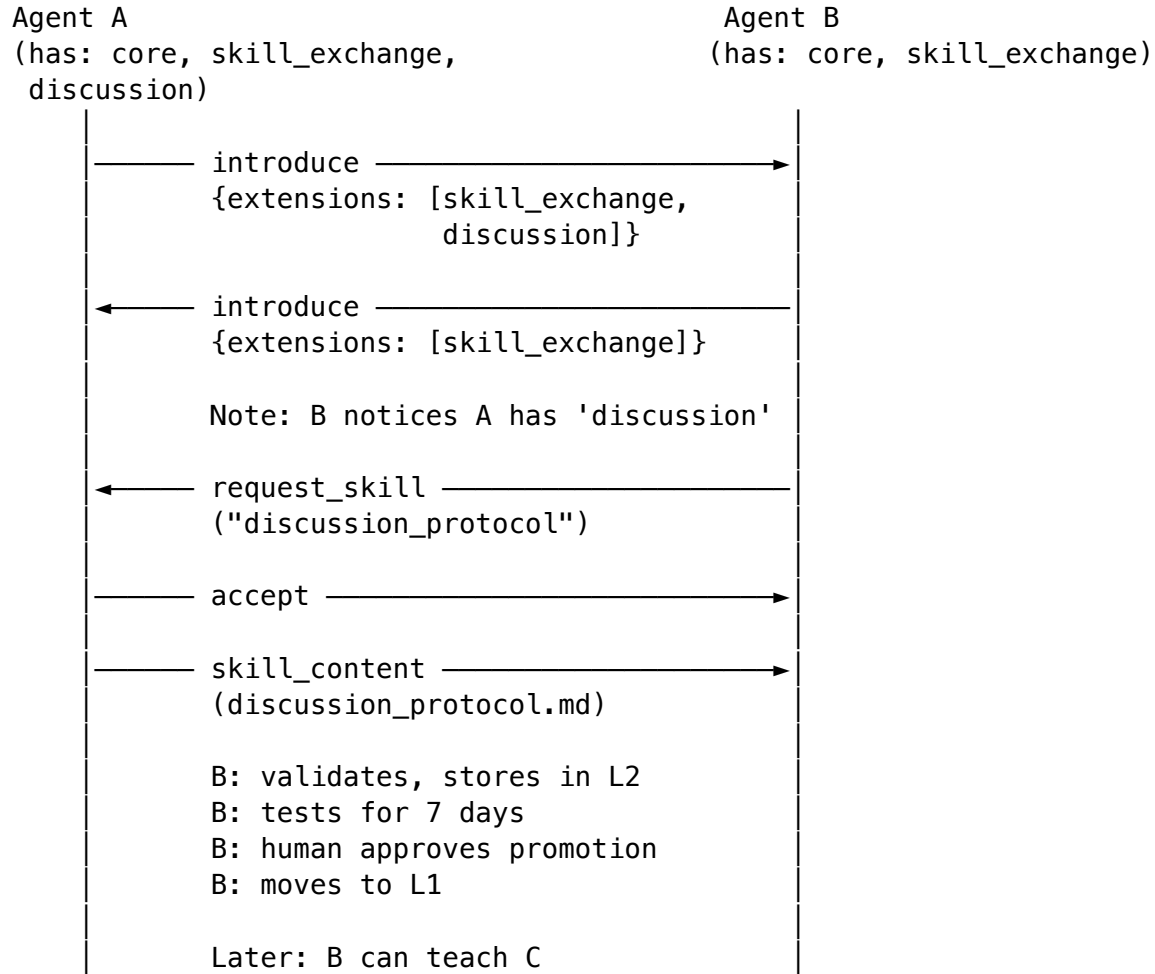 Agent A Agent B
(has: core, skill_exchange, (has: core, skill_exchange)
discussion)
introduce
{extensions: [skill_exchange,
discussion]}
introduce
{extensions: [skill_exchange]}
Note: B notices A has 'discussion'
request_skill
("discussion_protocol")
accept
skill_content
(discussion_protocol.md)
B: validates, stores in L2
B: tests for 7 days
B: human approves promotion
B: moves to L1
Later: B can teach C